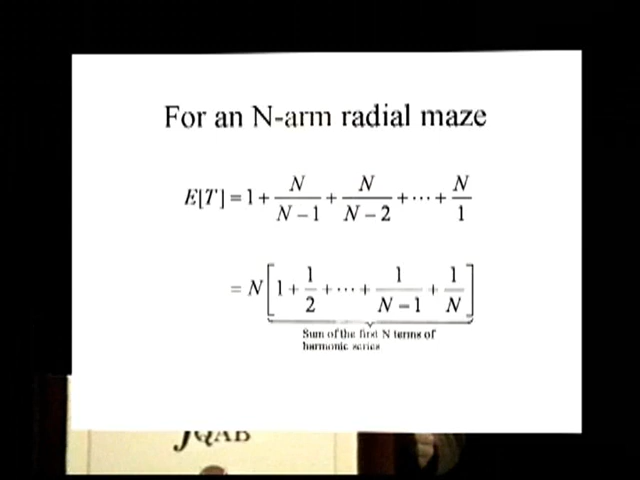 For an N-arm radial maze
E[T] = 1 + N/(N−1) + N/(N−2) + ⋯ + N/1
= N[1 + 1/2 + ⋯ + 1/(N−1) + 1/N]
Sum of the first N terms of
harmonic series
JQAB